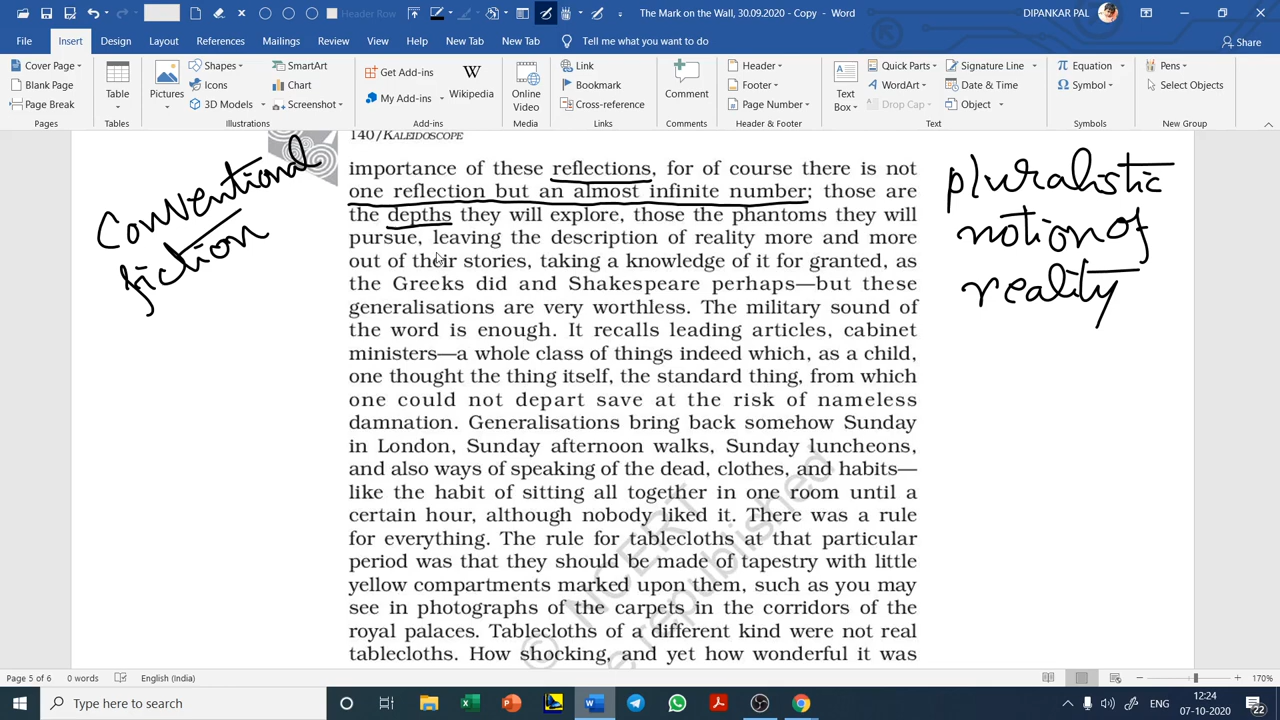 The Mark on the Wall, 30.09.2020 - Copy - Word
DIPANKAR PAL
Header Row
File Insert Design Layout References Mailings Review View Help New Tab New Tab Tell me what you want to do Share
Cover Page
Blank Page
Page Break
Pages
Table
Tables
Pictures
Shapes
Icons
3D Models
SmartArt
Chart
Screenshot
Illustrations
Get Add-ins
My Add-ins
Wikipedia
Add-ins
Online Video
Media
Link
Bookmark
Cross-reference
Links
Comment
Comments
Header
Footer
Page Number
Header & Footer
Text Box
Quick Parts
WordArt
Drop Cap
Signature Line
Date & Time
Object
Text
Equation
Symbol
Symbols
Pens
Select Objects
New Group
140/KALEIDOSCOPE
Conventional
fiction
pluralistic
notion of
reality
importance of these reflections, for of course there is not
one reflection but an almost infinite number; those are
the depths they will explore, those the phantoms they will
pursue, leaving the description of reality more and more
out of their stories, taking a knowledge of it for granted, as
the Greeks did and Shakespeare perhaps—but these
generalisations are very worthless. The military sound of
the word is enough. It recalls leading articles, cabinet
ministers—a whole class of things indeed which, as a child,
one thought the thing itself, the standard thing, from which
one could not depart save at the risk of nameless
damnation. Generalisations bring back somehow Sunday
in London, Sunday afternoon walks, Sunday luncheons,
and also ways of speaking of the dead, clothes, and habits—
like the habit of sitting all together in one room until a
certain hour, although nobody liked it. There was a rule
for everything. The rule for tablecloths at that particular
period was that they should be made of tapestry with little
yellow compartments marked upon them, such as you may
see in photographs of the carpets in the corridors of the
royal palaces. Tablecloths of a different kind were not real
tablecloths. How shocking, and yet how wonderful it was
© NCERT
republished
Page 5 of 6 0 words English (India) 170%
Type here to search
ENG
12:24
07-10-2020
22